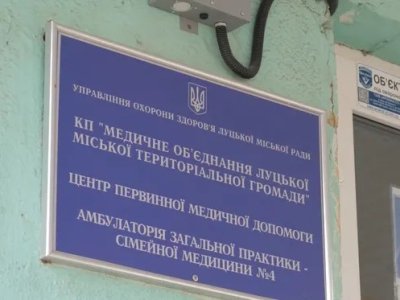 УПРАВЛІННЯ ОХОРОНИ ЗДОРОВ'Я ЛУЦЬКОЇ МІСЬКОЇ РАДИ
КП "МЕДИЧНЕ ОБ'ЄДНАННЯ ЛУЦЬКОЇ
МІСЬКОЇ ТЕРИТОРІАЛЬНОЇ ГРОМАДИ"
ЦЕНТР ПЕРВИННОЇ МЕДИЧНОЇ ДОПОМОГИ
АМБУЛАТОРІЯ ЗАГАЛЬНОЇ ПРАКТИКИ -
СІМЕЙНОЇ МЕДИЦИНИ №4
ОБ'ЄКТ